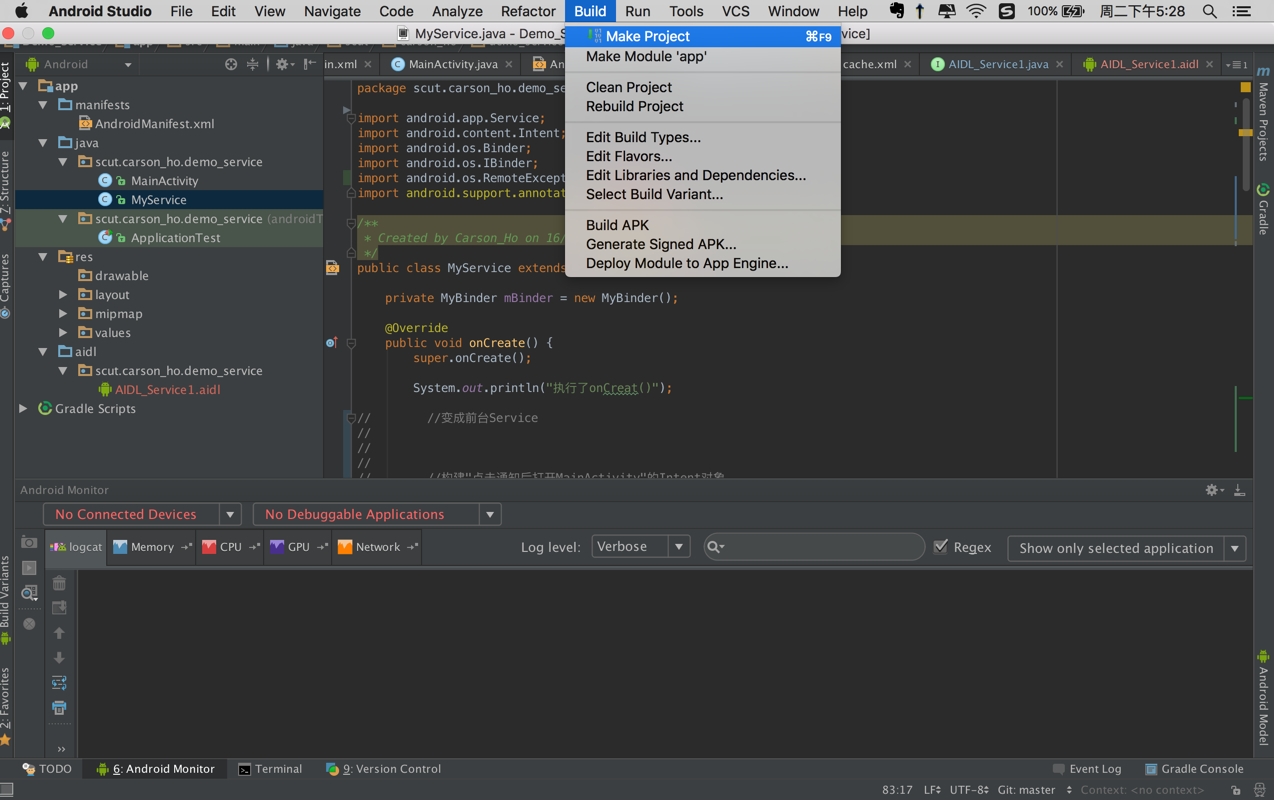 Android Studio File Edit View Navigate Code Analyze Refactor Build Run Tools VCS Window Help 100% 周二下午5:28
MyService.java - Demo_S
vice]
Android
in.xml
MainActivity.java
An
cache.xml
AIDL_Service1.java
AIDL_Service1.aidl
1
Make Project ⌘F9
Make Module 'app'
Clean Project
Rebuild Project
Edit Build Types...
Edit Flavors...
Edit Libraries and Dependencies...
Select Build Variant...
Build APK
Generate Signed APK...
Deploy Module to App Engine...
1: Project
Z: Structure
Captures
Build Variants
2: Favorites
app
manifests
AndroidManifest.xml
java
scut.carson_ho.demo_service
MainActivity
MyService
scut.carson_ho.demo_service (androidT
ApplicationTest
res
drawable
layout
mipmap
values
aidl
scut.carson_ho.demo_service
AIDL_Service1.aidl
Gradle Scripts
package scut.carson_ho.demo_se
import android.app.Service;
import android.content.Intent;
import android.os.Binder;
import android.os.IBinder;
import android.os.RemoteExcept
import android.support.annotat
/**
* Created by Carson_Ho on 16/
*/
public class MyService extends
private MyBinder mBinder = new MyBinder();
@Override
public void onCreate() {
super.onCreate();
System.out.println("执行了onCreat()");
// //变成前台Service
//
//
//
// //构建"点击通知后打开MainActivity"的Intent对象
m
Maven Projects
Gradle
Android Model
Android Monitor
No Connected Devices
No Debuggable Applications
logcat
Memory
CPU
GPU
Network
Log level: Verbose
Regex
Show only selected application
TODO
6: Android Monitor
Terminal
9: Version Control
Event Log
Gradle Console
83:17 LF UTF-8 Git: master Context: <no context>